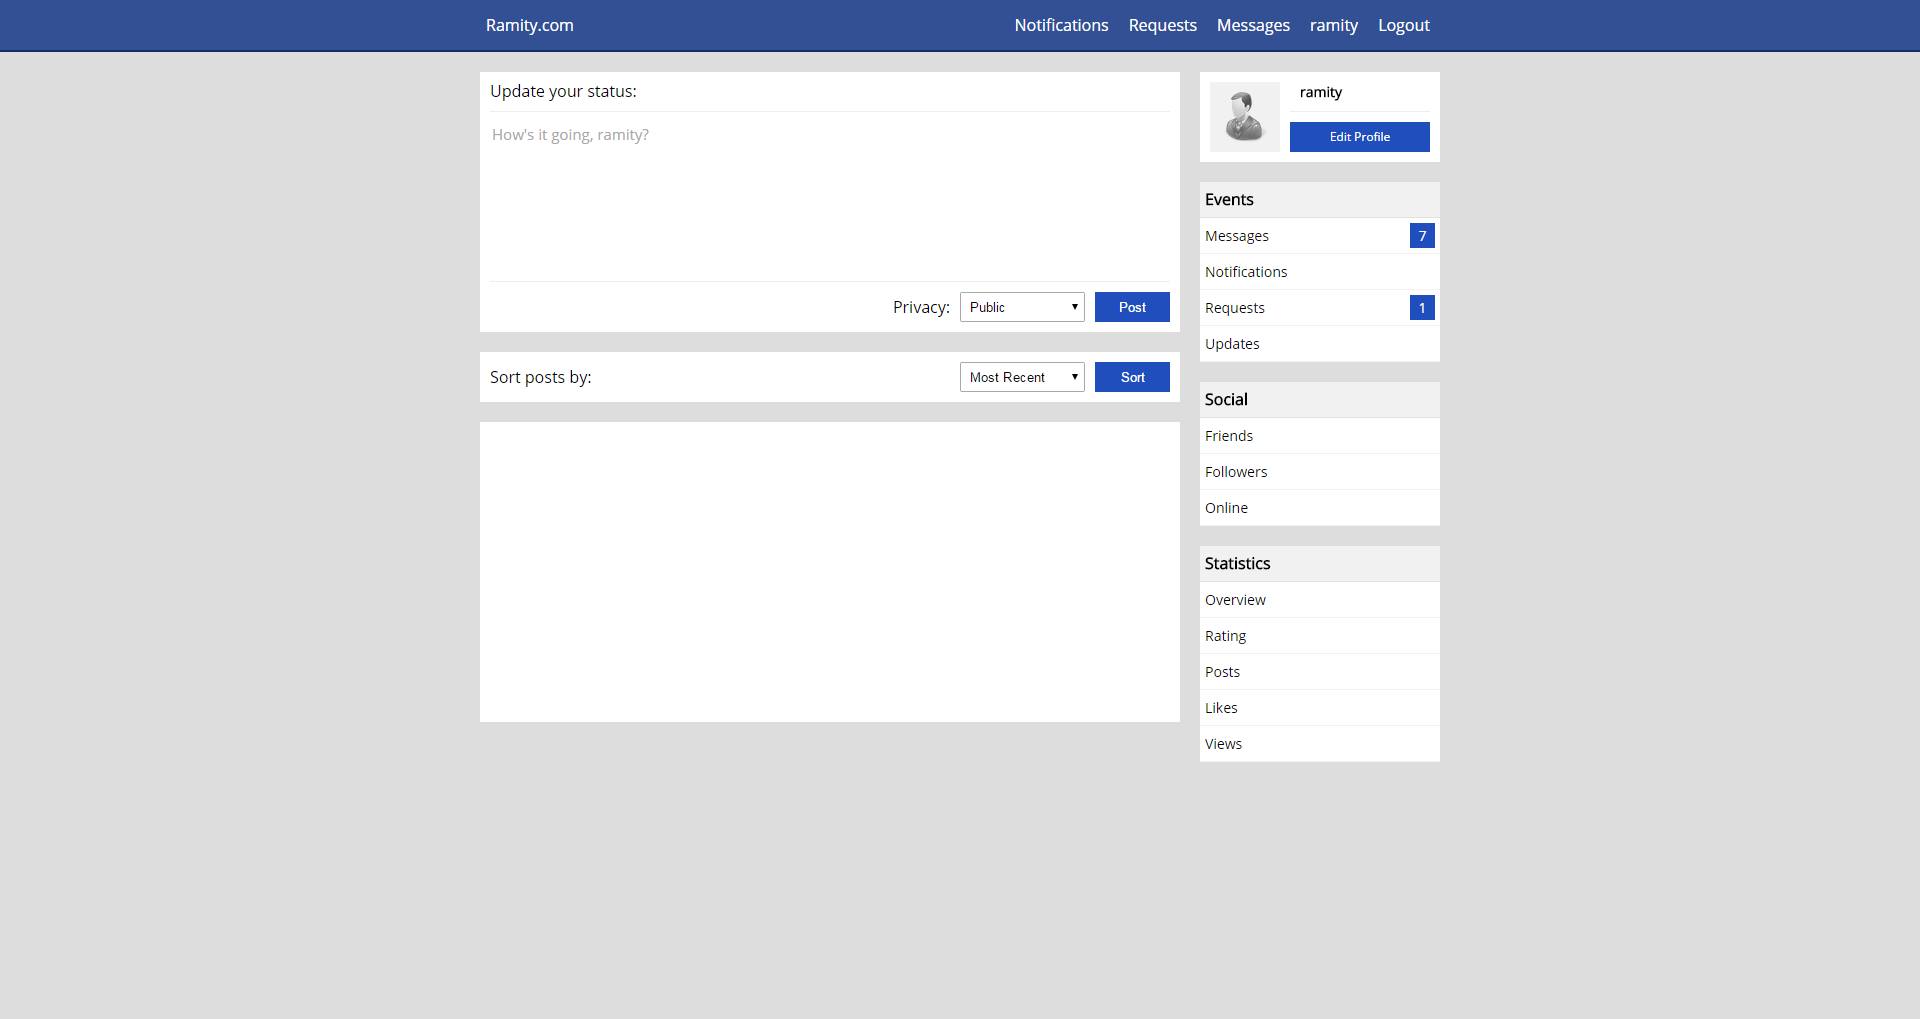 Ramity.com
Notifications Requests Messages ramity Logout
Update your status:
How's it going, ramity?
Privacy: Public Post
Sort posts by: Most Recent Sort
ramity
Edit Profile
Events
Messages 7
Notifications
Requests 1
Updates
Social
Friends
Followers
Online
Statistics
Overview
Rating
Posts
Likes
Views